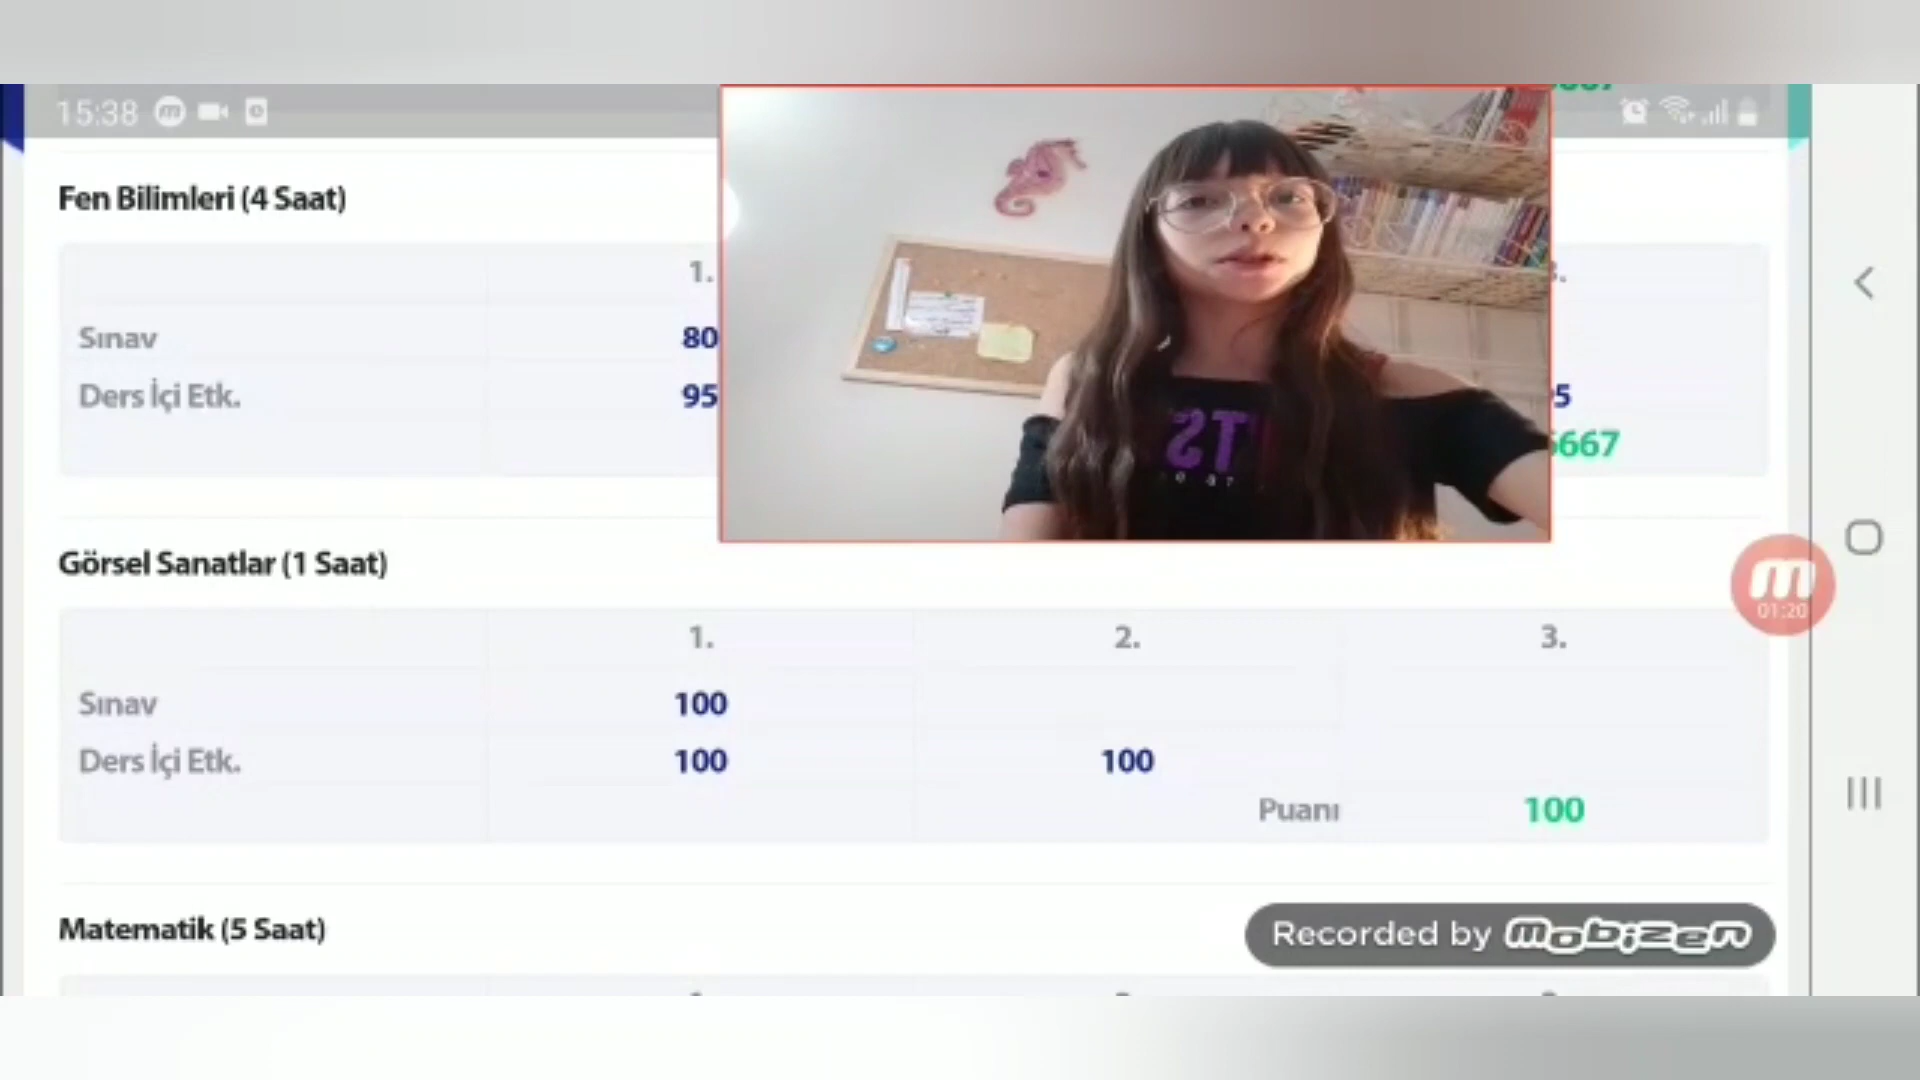 15:38
Fen Bilimleri (4 Saat)
1.
Sınav 80
Ders İçi Etk. 95
667
Görsel Sanatlar (1 Saat)
1. 2. 3.
Sınav 100
Ders İçi Etk. 100 100
Puanı 100
01:20
Matematik (5 Saat)
Recorded by mobizen